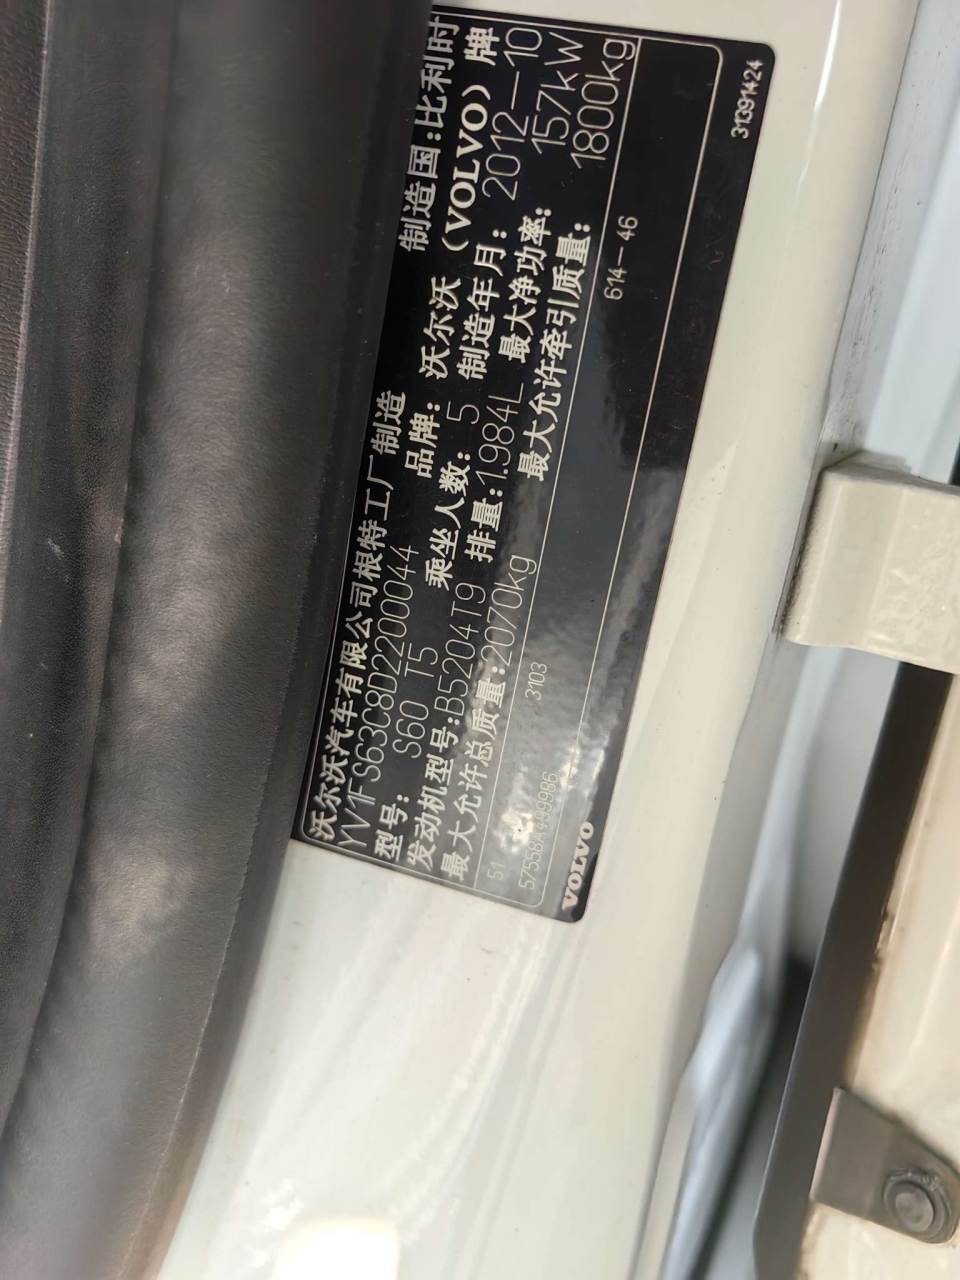 沃尔沃汽车有限公司根特工厂制造 制造国:比利时
YV1FS63C8D2200044 品牌: 沃尔沃 (VOLVO) 牌
型号: S60 T5 乘坐人数: 5 制造年月: 2012-10
发动机型号:B5204T9 排量:1.984L 最大净功率: 157kW
最大允许总质量:2070kg 最大允许牵引质量: 1800kg
51 3103 614-46
VOLVO 31391424